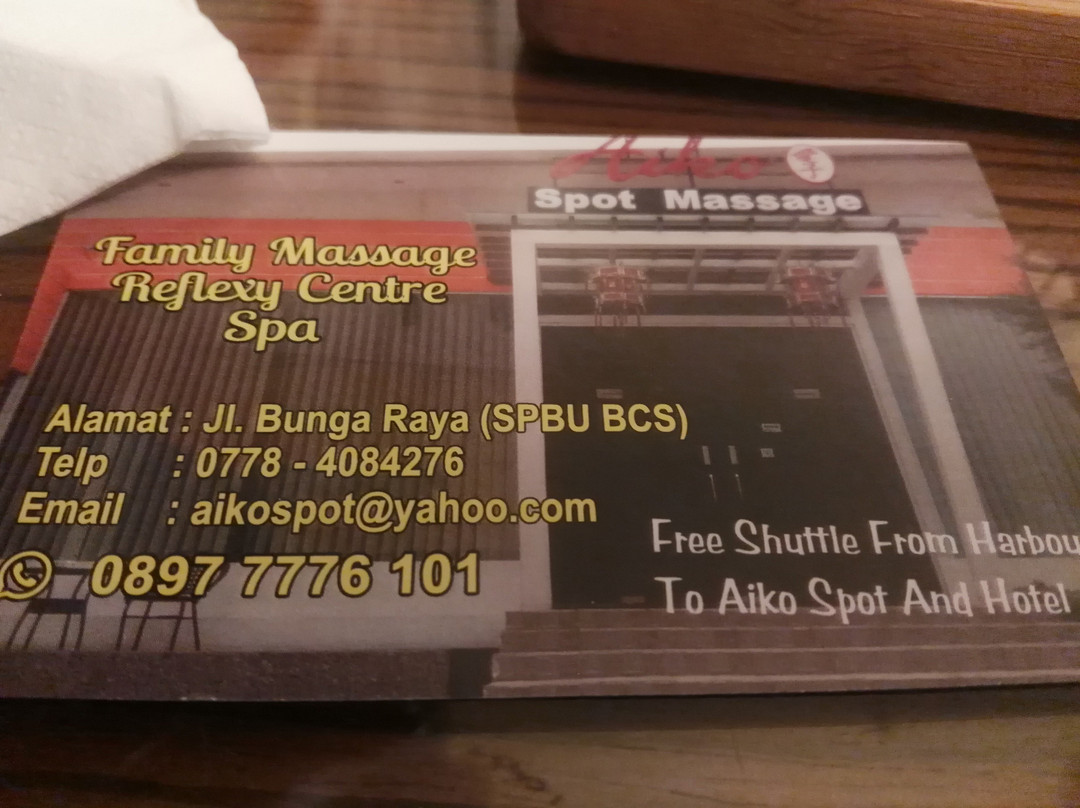 Aiko
Spot Massage
Family Massage
Reflexy Centre
Spa
Alamat : Jl. Bunga Raya (SPBU BCS)
Telp : 0778 - 4084276
Email : aikospot@yahoo.com
0897 7776 101
Free Shuttle From Harbou
To Aiko Spot And Hotel